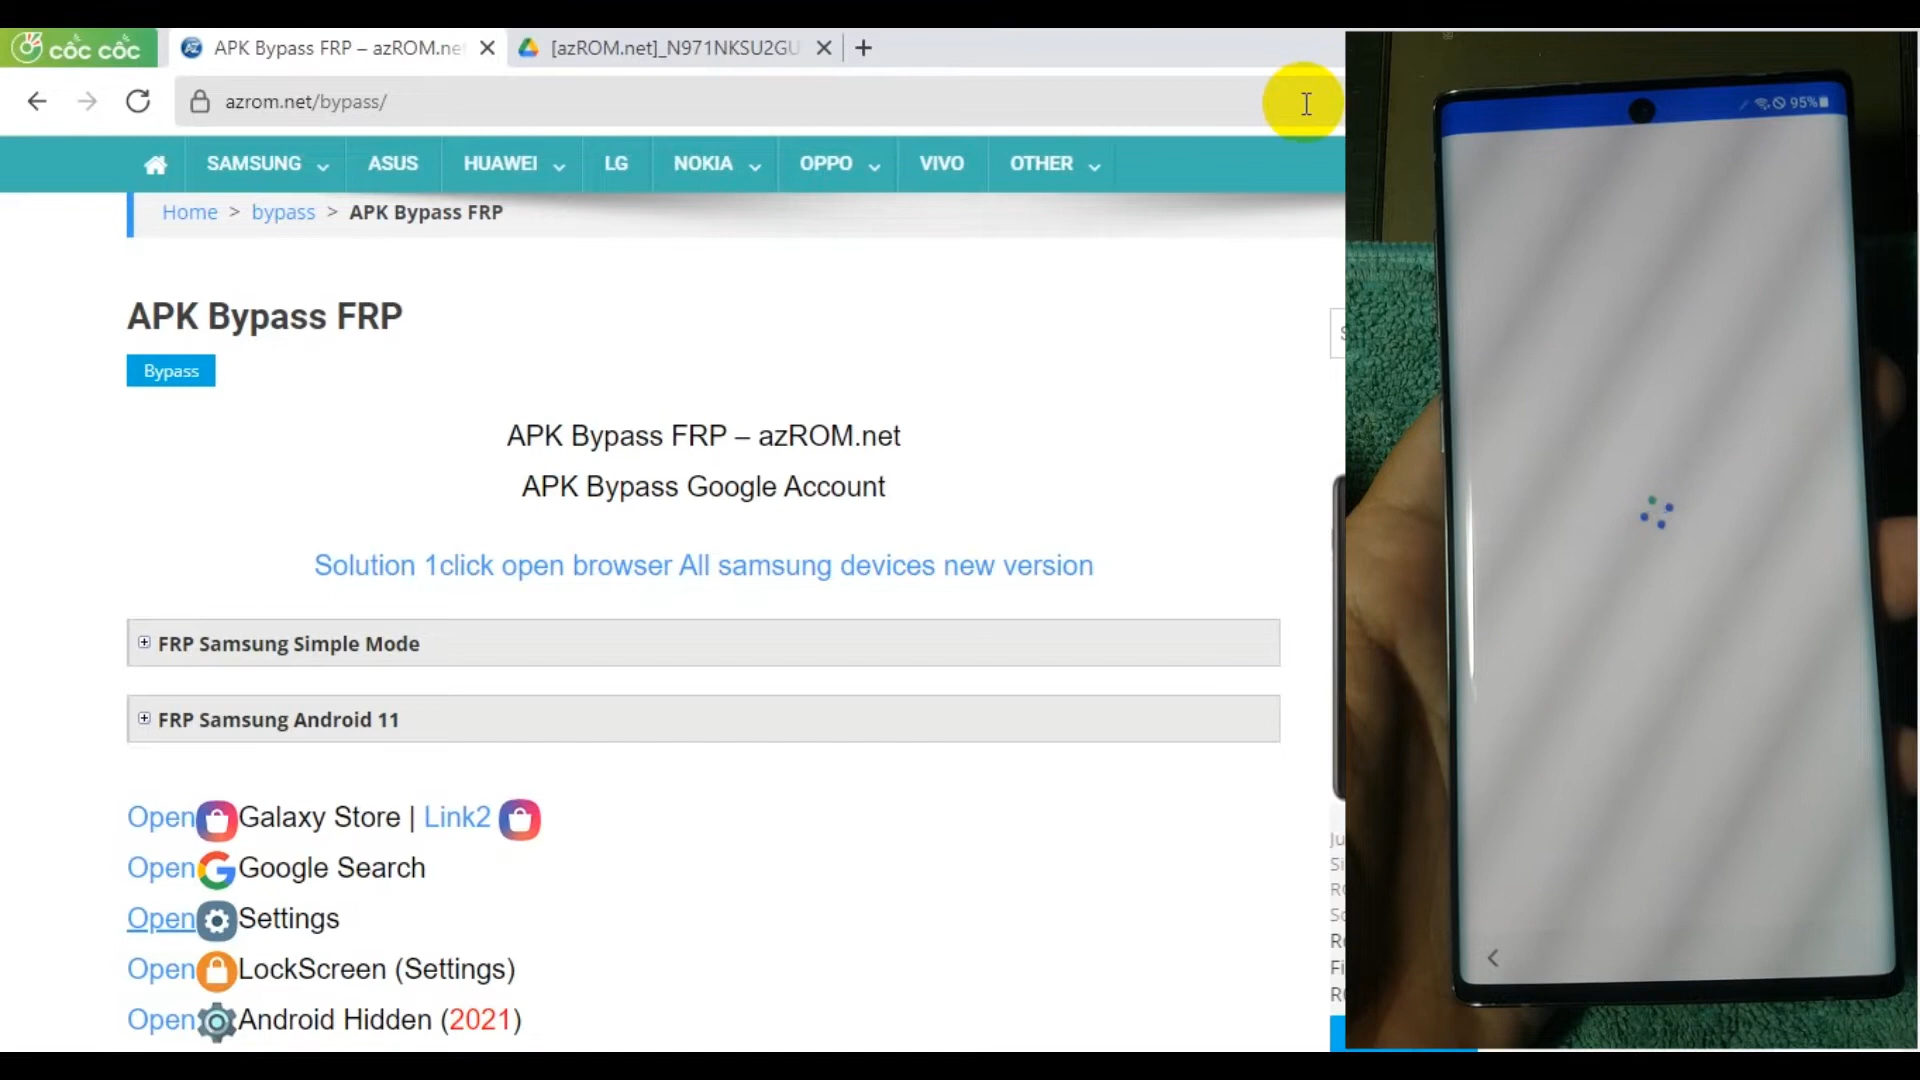 cốc cốc
APK Bypass FRP – azROM.ne
[azROM.net]_N971NKSU2GU
azrom.net/bypass/
95%
SAMSUNG
ASUS
HUAWEI
LG
NOKIA
OPPO
VIVO
OTHER
Home > bypass > APK Bypass FRP
APK Bypass FRP
Bypass
APK Bypass FRP – azROM.net
APK Bypass Google Account
Solution 1click open browser All samsung devices new version
FRP Samsung Simple Mode
FRP Samsung Android 11
Open Galaxy Store | Link2
Open Google Search
Open Settings
Open LockScreen (Settings)
Open Android Hidden (2021)